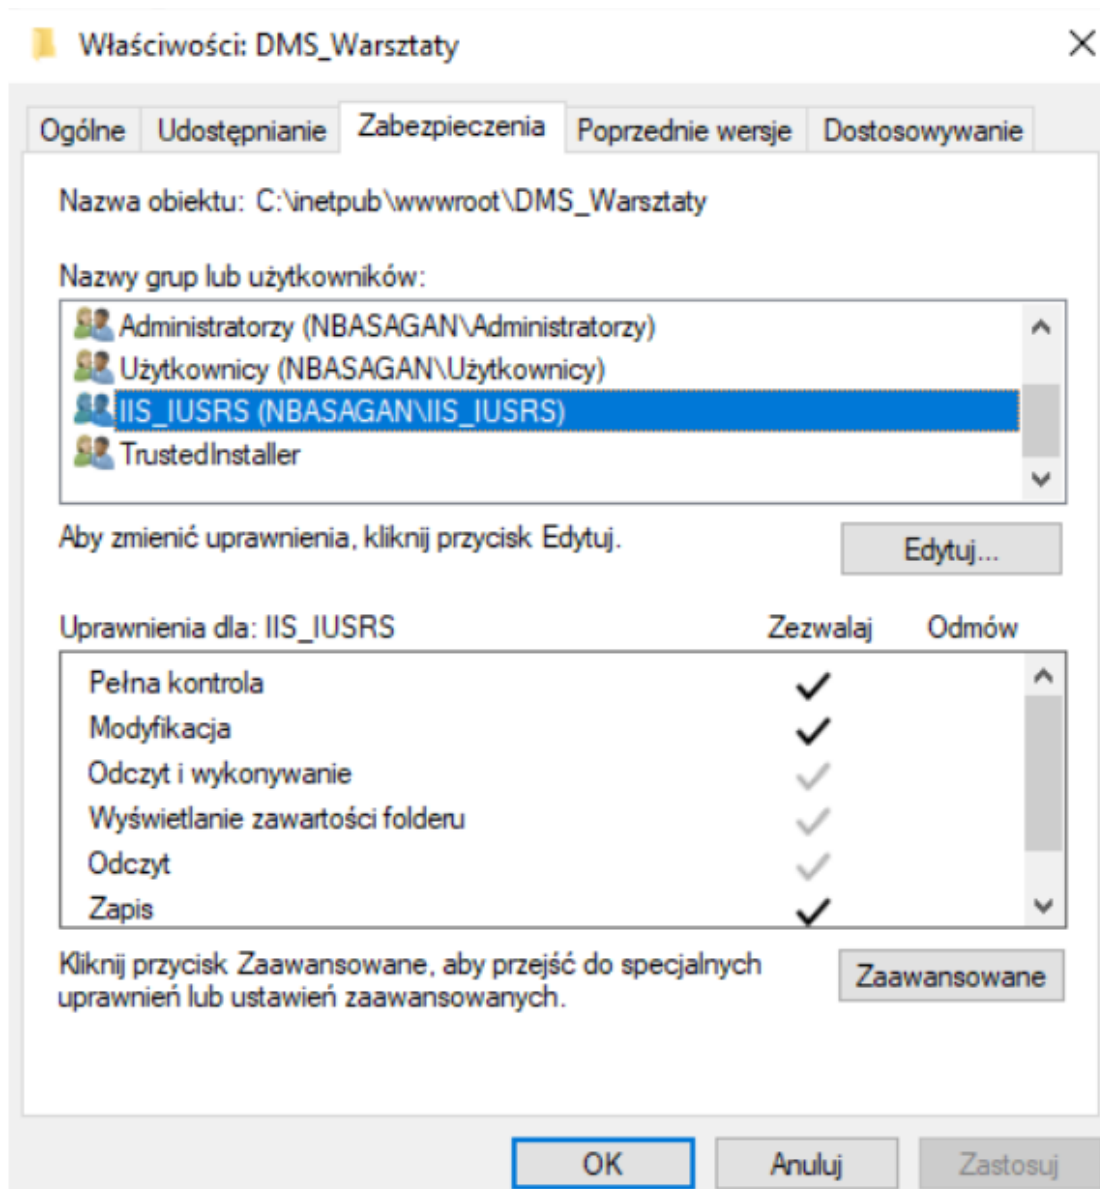 Właściwości: DMS_Warsztaty
Ogólne Udostępnianie Zabezpieczenia Poprzednie wersje Dostosowywanie
Nazwa obiektu: C:\inetpub\wwwroot\DMS_Warsztaty
Nazwy grup lub użytkowników:
Administratorzy (NBASAGAN\Administratorzy)
Użytkownicy (NBASAGAN\Użytkownicy)
IIS_IUSRS (NBASAGAN\IIS_IUSRS)
TrustedInstaller
Aby zmienić uprawnienia, kliknij przycisk Edytuj.
Edytuj...
Uprawnienia dla: IIS_IUSRS Zezwalaj Odmów
Pełna kontrola
Modyfikacja
Odczyt i wykonywanie
Wyświetlanie zawartości folderu
Odczyt
Zapis
Kliknij przycisk Zaawansowane, aby przejść do specjalnych
uprawnień lub ustawień zaawansowanych.
Zaawansowane
OK Anuluj Zastosuj